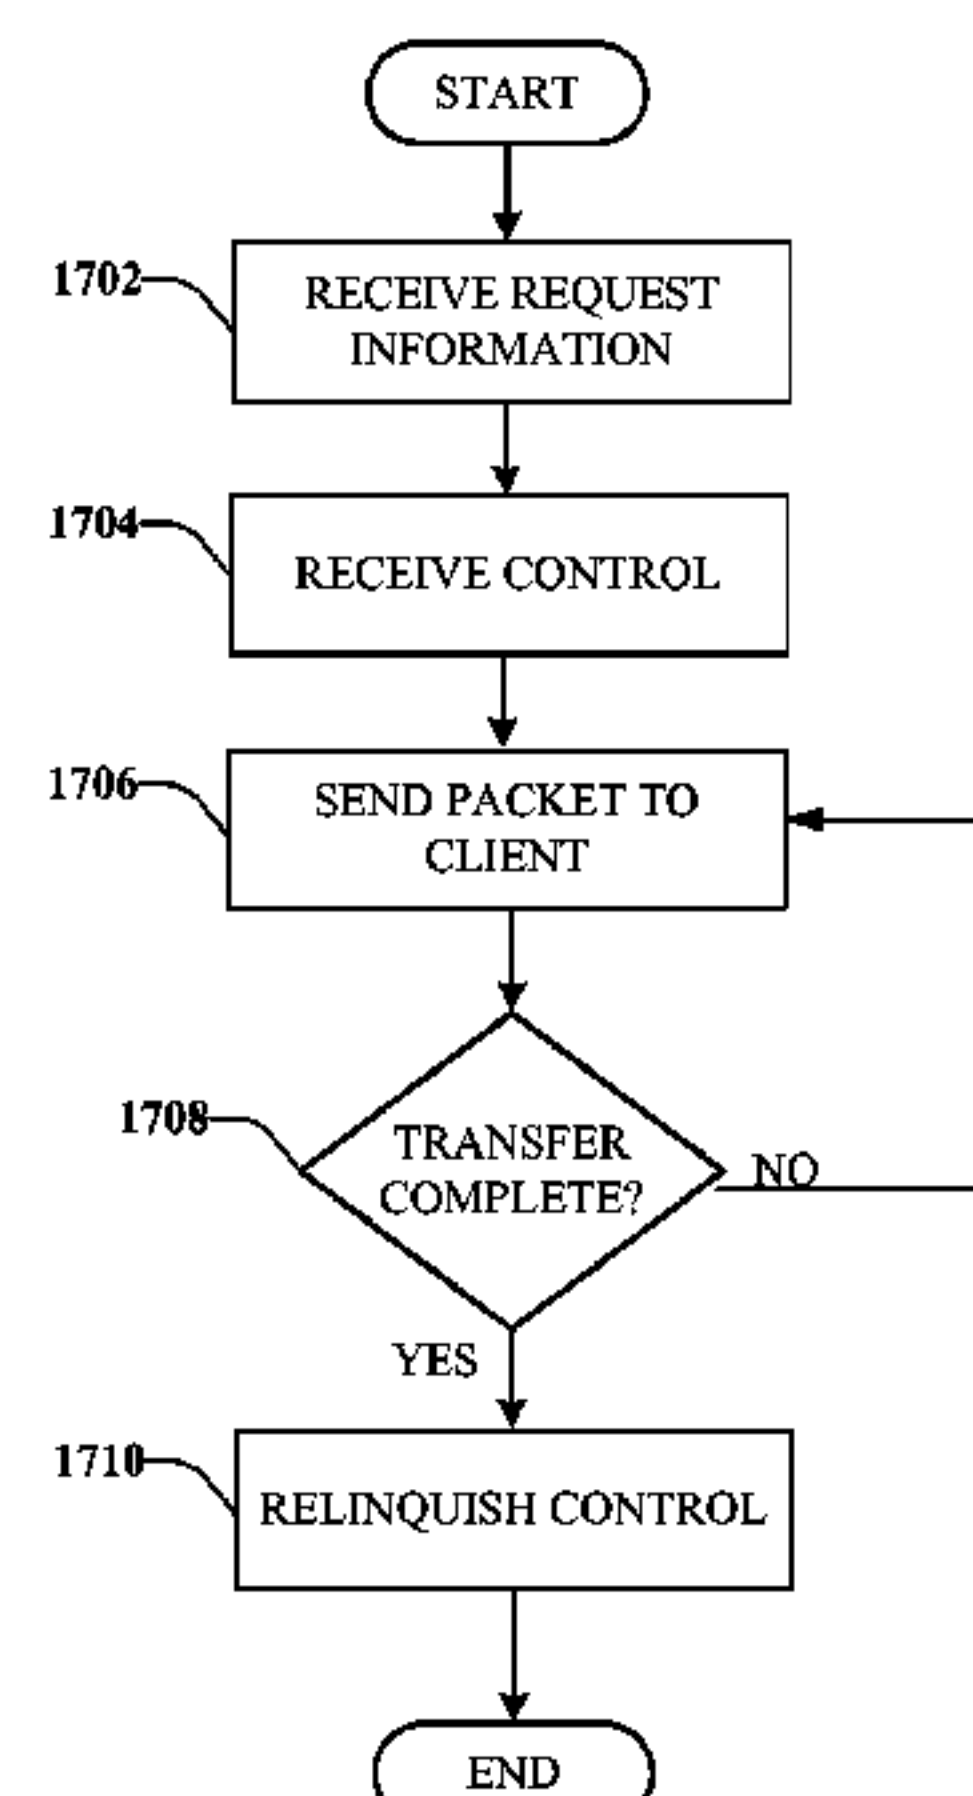 START
1702
RECEIVE REQUEST
INFORMATION
1704
RECEIVE CONTROL
1706
SEND PACKET TO
CLIENT
1708
TRANSFER
COMPLETE?
NO
YES
1710
RELINQUISH CONTROL
END